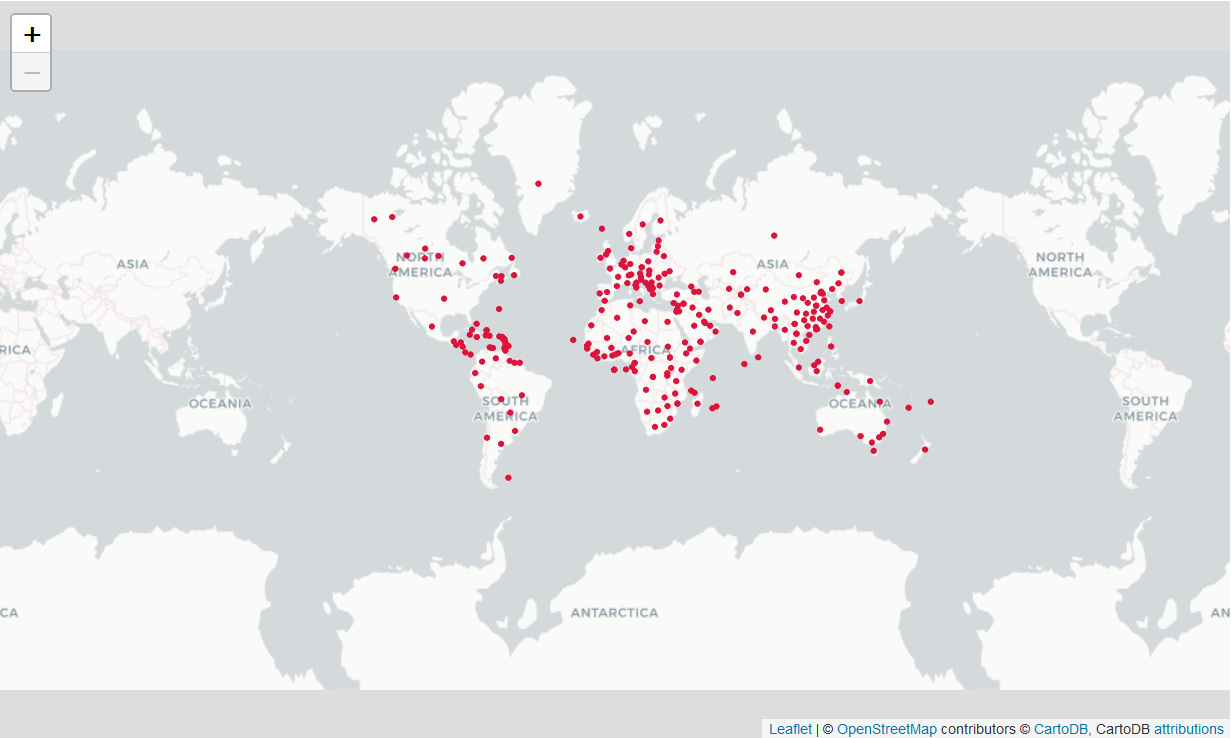 +
−
ASIA
NORTH
AMERICA
ASIA
NORTH
AMERICA
RICA
AFRICA
OCEANIA
SOUTH
AMERICA
OCEANIA
SOUTH
AMERICA
CA
ANTARCTICA
AN
Leaflet | © OpenStreetMap contributors © CartoDB, CartoDB attributions